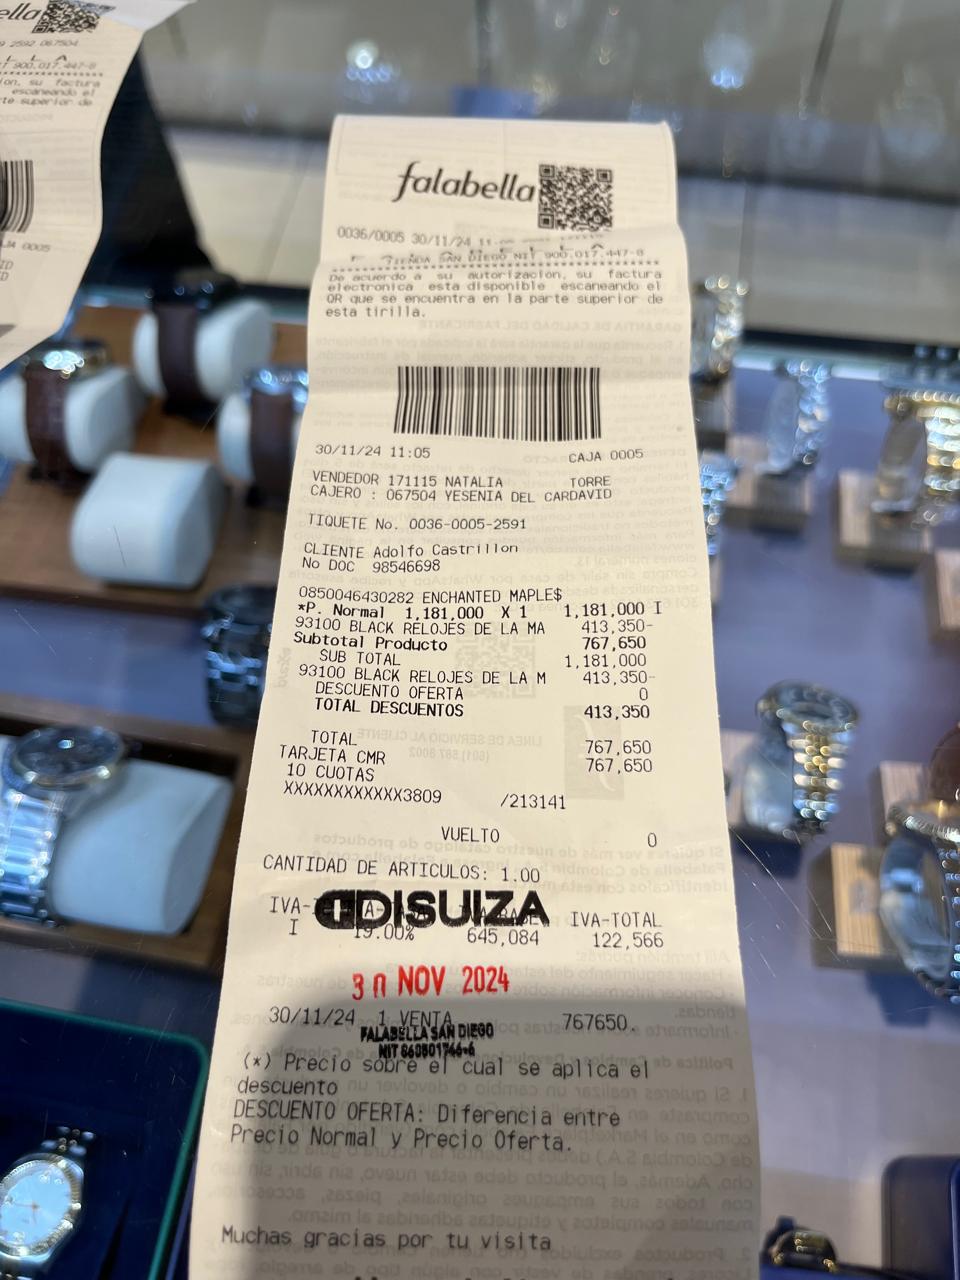 falabella
0036/0005 30/11/24
TIENDA SAN DIEGO NIT 900.017.447-8
De acuerdo a su autorizacion, su factura
electronica esta disponible escaneando el
QR que se encuentra en la parte superior de
esta tirilla.
30/11/24 11:05 CAJA 0005
VENDEDOR 171115 NATALIA TORRE
CAJERO : 067504 YESENIA DEL CARDAVID
TIQUETE No. 0036-0005-2591
CLIENTE Adolfo Castrillon
No DOC 98546698
0850046430282 ENCHANTED MAPLE$
*P. Normal 1,181,000 X 1 1,181,000 I
93100 BLACK RELOJES DE LA MA 413,350-
Subtotal Producto 767,650
SUB TOTAL 1,181,000
93100 BLACK RELOJES DE LA M 413,350-
DESCUENTO OFERTA 0
TOTAL DESCUENTOS 413,350
TOTAL 767,650
TARJETA CMR 767,650
10 CUOTAS
XXXXXXXXXXXX3809 /213141
VUELTO 0
CANTIDAD DE ARTICULOS: 1.00
DISUIZA
IVA-TOTAL
I 19.00% 645,084 122,566
30 NOV 2024
30/11/24 1 VENTA 767650.
FALABELLA SAN DIEGO
NIT
(*) Precio sobre el cual se aplica el
descuento
DESCUENTO OFERTA: Diferencia entre
Precio Normal y Precio Oferta.
Muchas gracias por tu visita